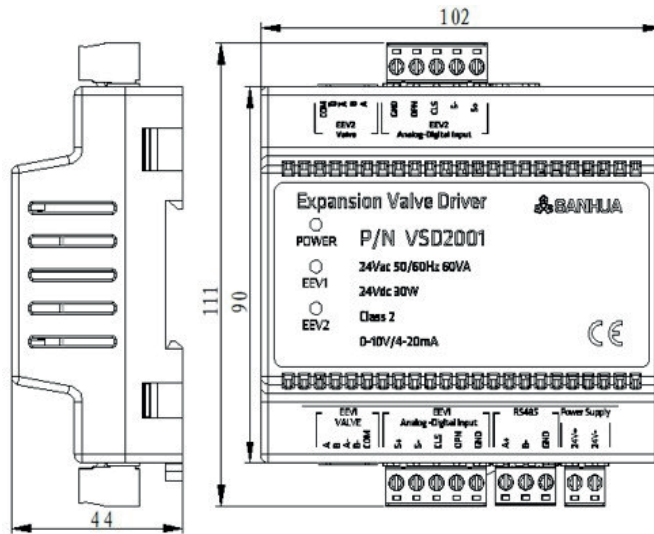 102
GND OPN CLS S- S+
EEV2
Valve
EEV2
Analog-Digital Input
Expansion Valve Driver
SANHUA
POWER
P/N VSD2001
EEV1
24Vac 50/60Hz 60VA
24Vdc 30W
EEV2
Class 2
0-10V/4-20mA
CE
111
90
EEV1
VALVE
EEV1
Analog-Digital Input
RS485
Power Supply
A B A- B- COM
S+ S- CLS OPN GND
A+ B- GND
24V+ 24V-
44